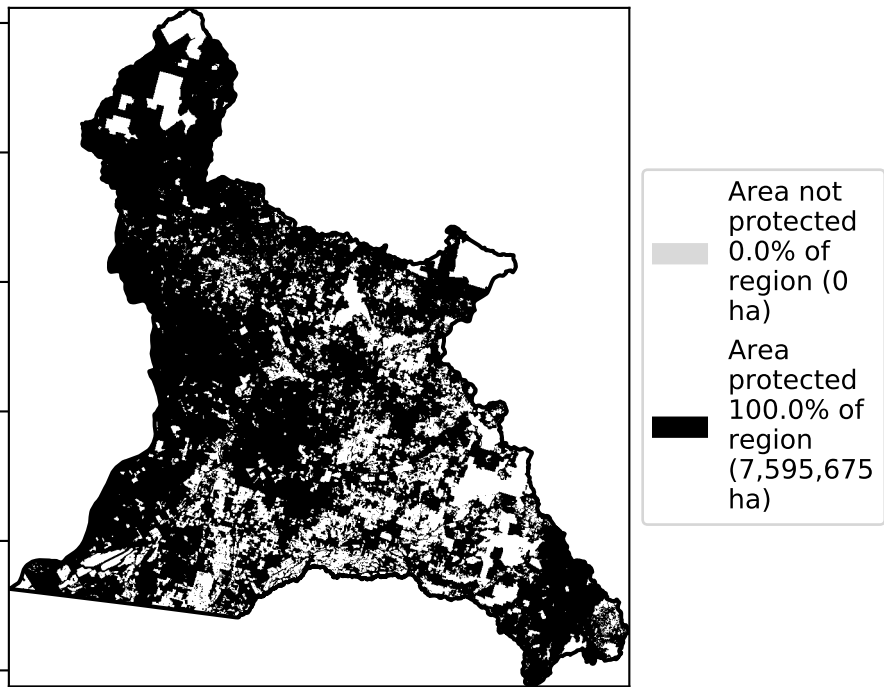 Area not
protected
0.0% of
region (0
ha)
Area
protected
100.0% of
region
(7,595,675
ha)